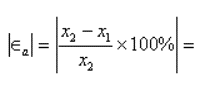 |∈ₐ| = |(x₂ − x₁)/x₂ × 100%| =